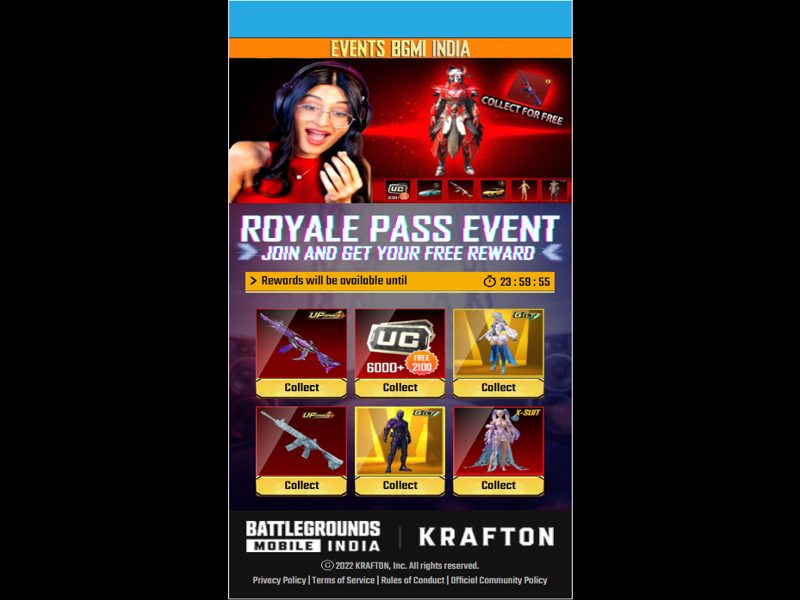 EVENTS BGMI INDIA
COLLECT FOR FREE
UC
ROYALE PASS EVENT
JOIN AND GET YOUR FREE REWARD
> Rewards will be available until 23 : 59 : 55
UC
6000+
FREE
2100
X-SUIT
Collect Collect Collect
Collect Collect Collect
BATTLEGROUNDS
MOBILE INDIA | KRAFTON
© 2022 KRAFTON, Inc. All rights reserved.
Privacy Policy | Terms of Service | Rules of Conduct | Official Community Policy